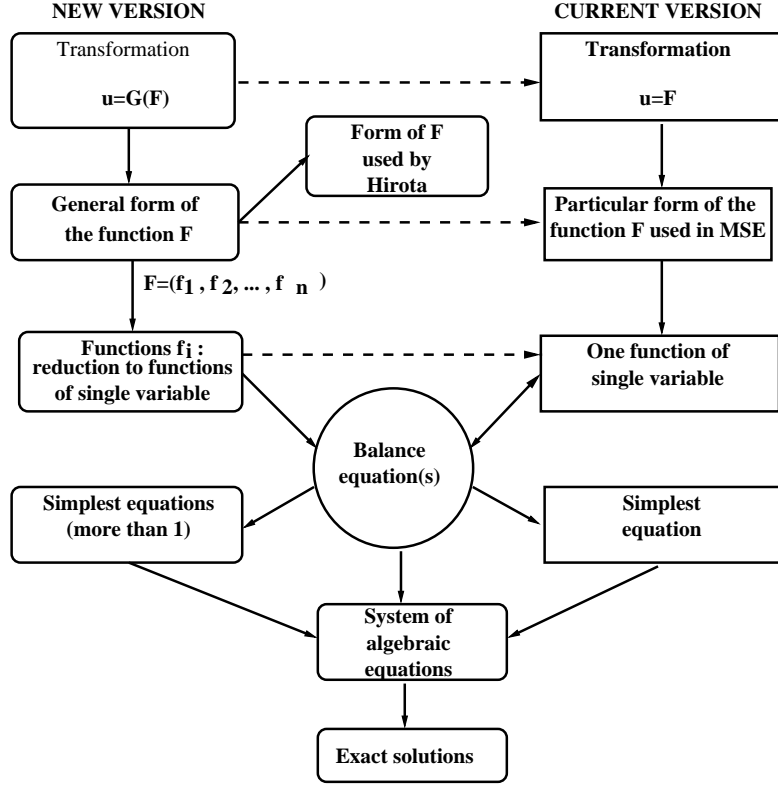 NEW VERSION
CURRENT VERSION
Transformation
u=G(F)
Transformation
u=F
Form of F
used by
Hirota
General form of
the function F
Particular form of the
function F used in MSE
F=(f1 , f 2, ... , f n )
Functions f i :
reduction to functions
of single variable
One function of
single variable
Balance
equation(s)
Simplest equations
(more than 1)
Simplest
equation
System of
algebraic
equations
Exact solutions